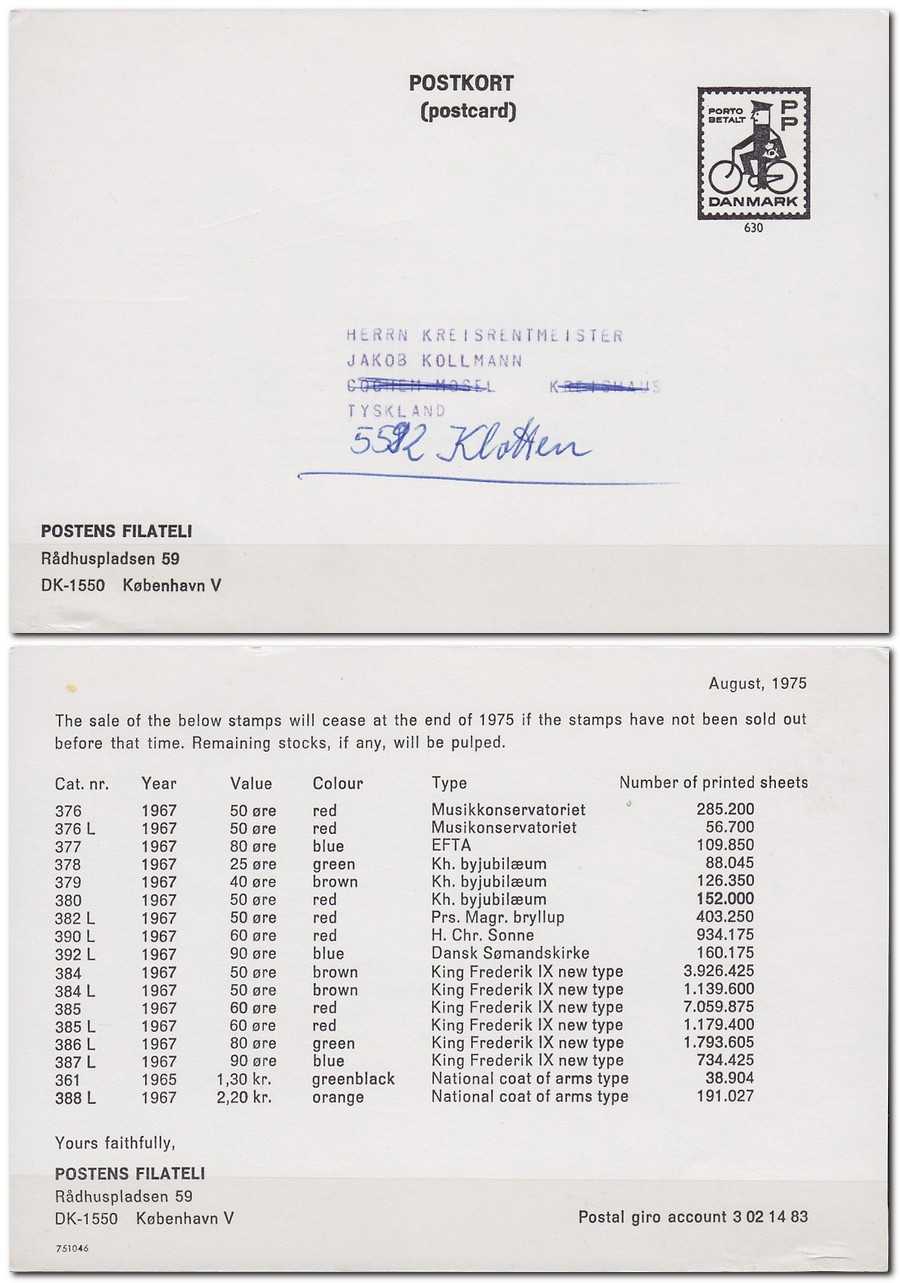 POSTKORT
(postcard)
PORTO P
BETALT P
DANMARK
630
HERRN KREISRENTMEISTER
JAKOB KOLLMANN
COCHEM-MOSEL KREISHAUS
TYSKLAND
5592 Klotten
POSTENS FILATELI
Rådhuspladsen 59
DK-1550 København V
August, 1975
The sale of the below stamps will cease at the end of 1975 if the stamps have not been sold out
before that time. Remaining stocks, if any, will be pulped.
Cat. nr. Year Value Colour Type Number of printed sheets
376 1967 50 øre red Musikkonservatoriet 285.200
376 L 1967 50 øre red Musikonservatoriet 56.700
377 1967 80 øre blue EFTA 109.850
378 1967 25 øre green Kh. byjubilæum 88.045
379 1967 40 øre brown Kh. byjubilæum 126.350
380 1967 50 øre red Kh. byjubilæum 152.000
382 L 1967 50 øre red Prs. Magr. bryllup 403.250
390 L 1967 60 øre red H. Chr. Sonne 934.175
392 L 1967 90 øre blue Dansk Sømandskirke 160.175
384 1967 50 øre brown King Frederik IX new type 3.926.425
384 L 1967 50 øre brown King Frederik IX new type 1.139.600
385 1967 60 øre red King Frederik IX new type 7.059.875
385 L 1967 60 øre red King Frederik IX new type 1.179.400
386 L 1967 80 øre green King Frederik IX new type 1.793.605
387 L 1967 90 øre blue King Frederik IX new type 734.425
361 1965 1,30 kr. greenblack National coat of arms type 38.904
388 L 1967 2,20 kr. orange National coat of arms type 191.027
Yours faithfully,
POSTENS FILATELI
Rådhuspladsen 59
DK-1550 København V
Postal giro account 3 02 14 83
751046